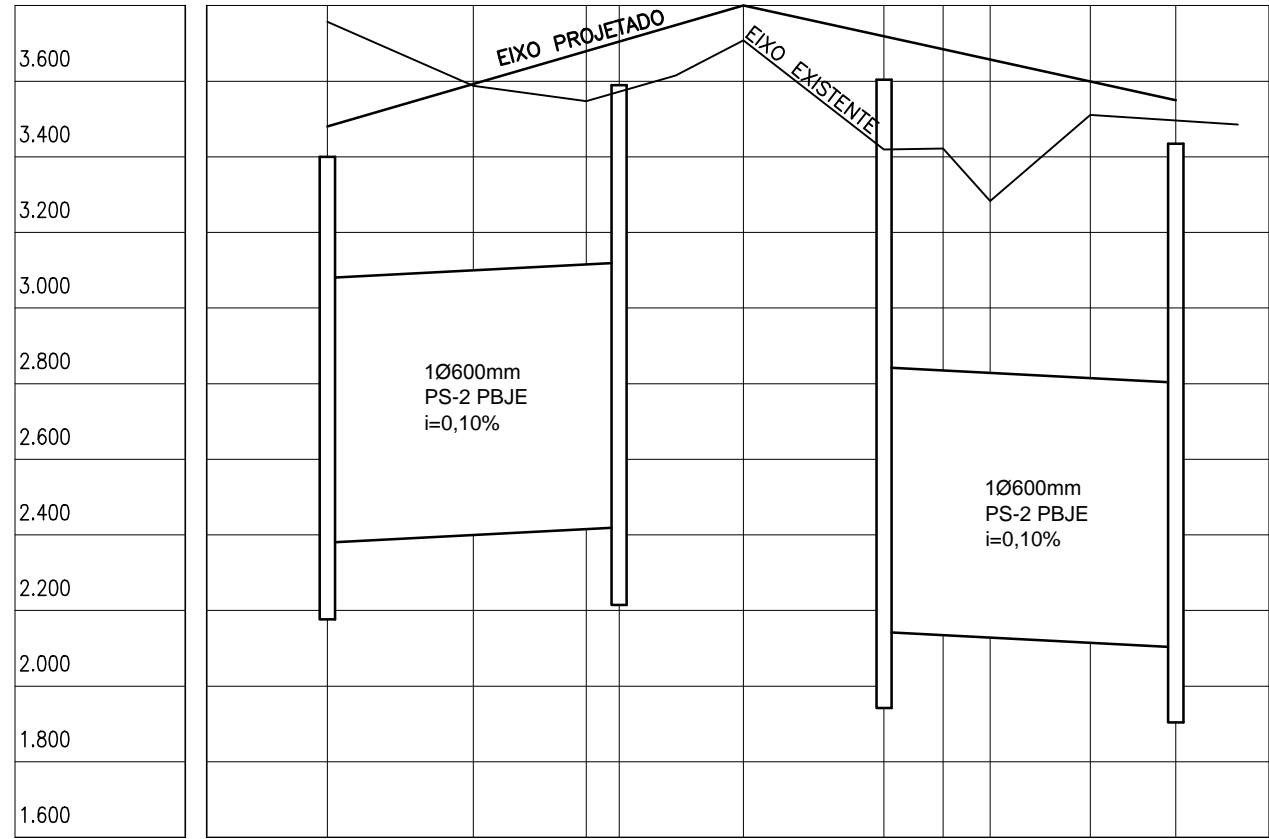 3.600
3.400
3.200
3.000
2.800
2.600
2.400
2.200
2.000
1.800
1.600
EIXO PROJETADO
EIXO EXISTENTE
1Ø600mm
PS-2 PBJE
i=0,10%
1Ø600mm
PS-2 PBJE
i=0,10%